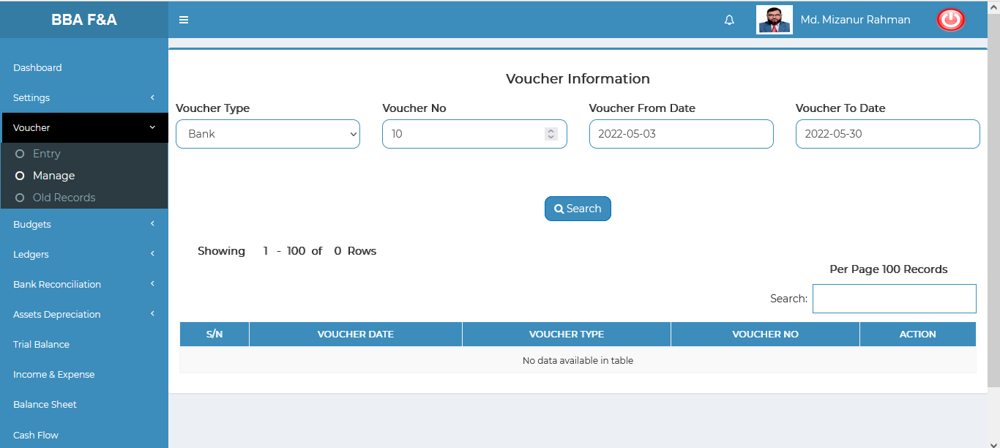 BBA F&A
Md. Mizanur Rahman
Dashboard
Settings
Voucher
Entry
Manage
Old Records
Budgets
Ledgers
Bank Reconciliation
Assets Depreciation
Trial Balance
Income & Expense
Balance Sheet
Cash Flow
Voucher Information
Voucher Type Voucher No Voucher From Date Voucher To Date
Bank 10 2022-05-03 2022-05-30
Search
Showing 1 - 100 of 0 Rows
Per Page 100 Records
Search:
S/N VOUCHER DATE VOUCHER TYPE VOUCHER NO ACTION
No data available in table